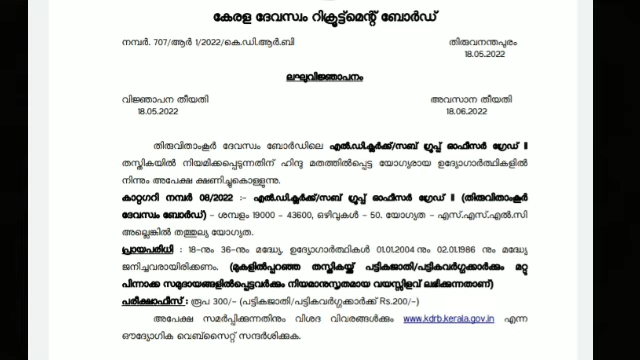 കേരള ദേവസ്വം റിക്രൂട്ട്മെന്റ് ബോർഡ്
നമ്പർ. 707/ആർ 1/2022/കെ.ഡി.ആർ.ബി തിരുവനന്തപുരം
18.05.2022
ലഘുവിജ്ഞാപനം
വിജ്ഞാപന തീയതി അവസാന തീയതി
18.05.2022 18.06.2022
തിരുവിതാംകൂർ ദേവസ്വം ബോർഡിലെ എൽ.ഡി.ക്ലർക്ക്/സബ് ഗ്രൂപ്പ് ഓഫീസർ ഗ്രേഡ് II
തസ്തികയിൽ നിയമിക്കപ്പെടുന്നതിന് ഹിന്ദു മതത്തിൽപ്പെട്ട യോഗ്യരായ ഉദ്യോഗാർത്ഥികളിൽ
നിന്നും അപേക്ഷ ക്ഷണിച്ചുകൊള്ളുന്നു.
കാറ്റഗറി നമ്പർ 08/2022 :- എൽ.ഡി.ക്ലർക്ക്/സബ് ഗ്രൂപ്പ് ഓഫീസർ ഗ്രേഡ് II (തിരുവിതാംകൂർ
ദേവസ്വം ബോർഡ്) – ശമ്പളം 19000 – 43600, ഒഴിവുകൾ – 50. യോഗ്യത – എസ്.എസ്.എൽ.സി
അല്ലെങ്കിൽ തത്തുല്യ യോഗ്യത.
പ്രായപരിധി : 18-നും 36-നും മദ്ധ്യേ, ഉദ്യോഗാർത്ഥികൾ 01.01.2004 നും 02.01.1986 നും മദ്ധ്യേ
ജനിച്ചവരായിരിക്കണം. (മുകളിൽപ്പറഞ്ഞ തസ്തികയ്ക്ക് പട്ടികജാതി/പട്ടികവർഗ്ഗക്കാർക്കും മറ്റു
പിന്നാക്ക സമുദായങ്ങളിൽപ്പെട്ടവർക്കും നിയമാനുസൃതമായ വയസ്സിളവ് ലഭിക്കുന്നതാണ്)
പരീക്ഷാഫീസ് : രൂപ 300/– (പട്ടികജാതി/പട്ടികവർഗ്ഗക്കാർക്ക് Rs.200/–)
അപേക്ഷ സമർപ്പിക്കുന്നതിനും വിശദ വിവരങ്ങൾക്കും www.kdrb.kerala.gov.in എന്ന
ഔദ്യോഗിക വെബ്സൈറ്റ് സന്ദർശിക്കുക.